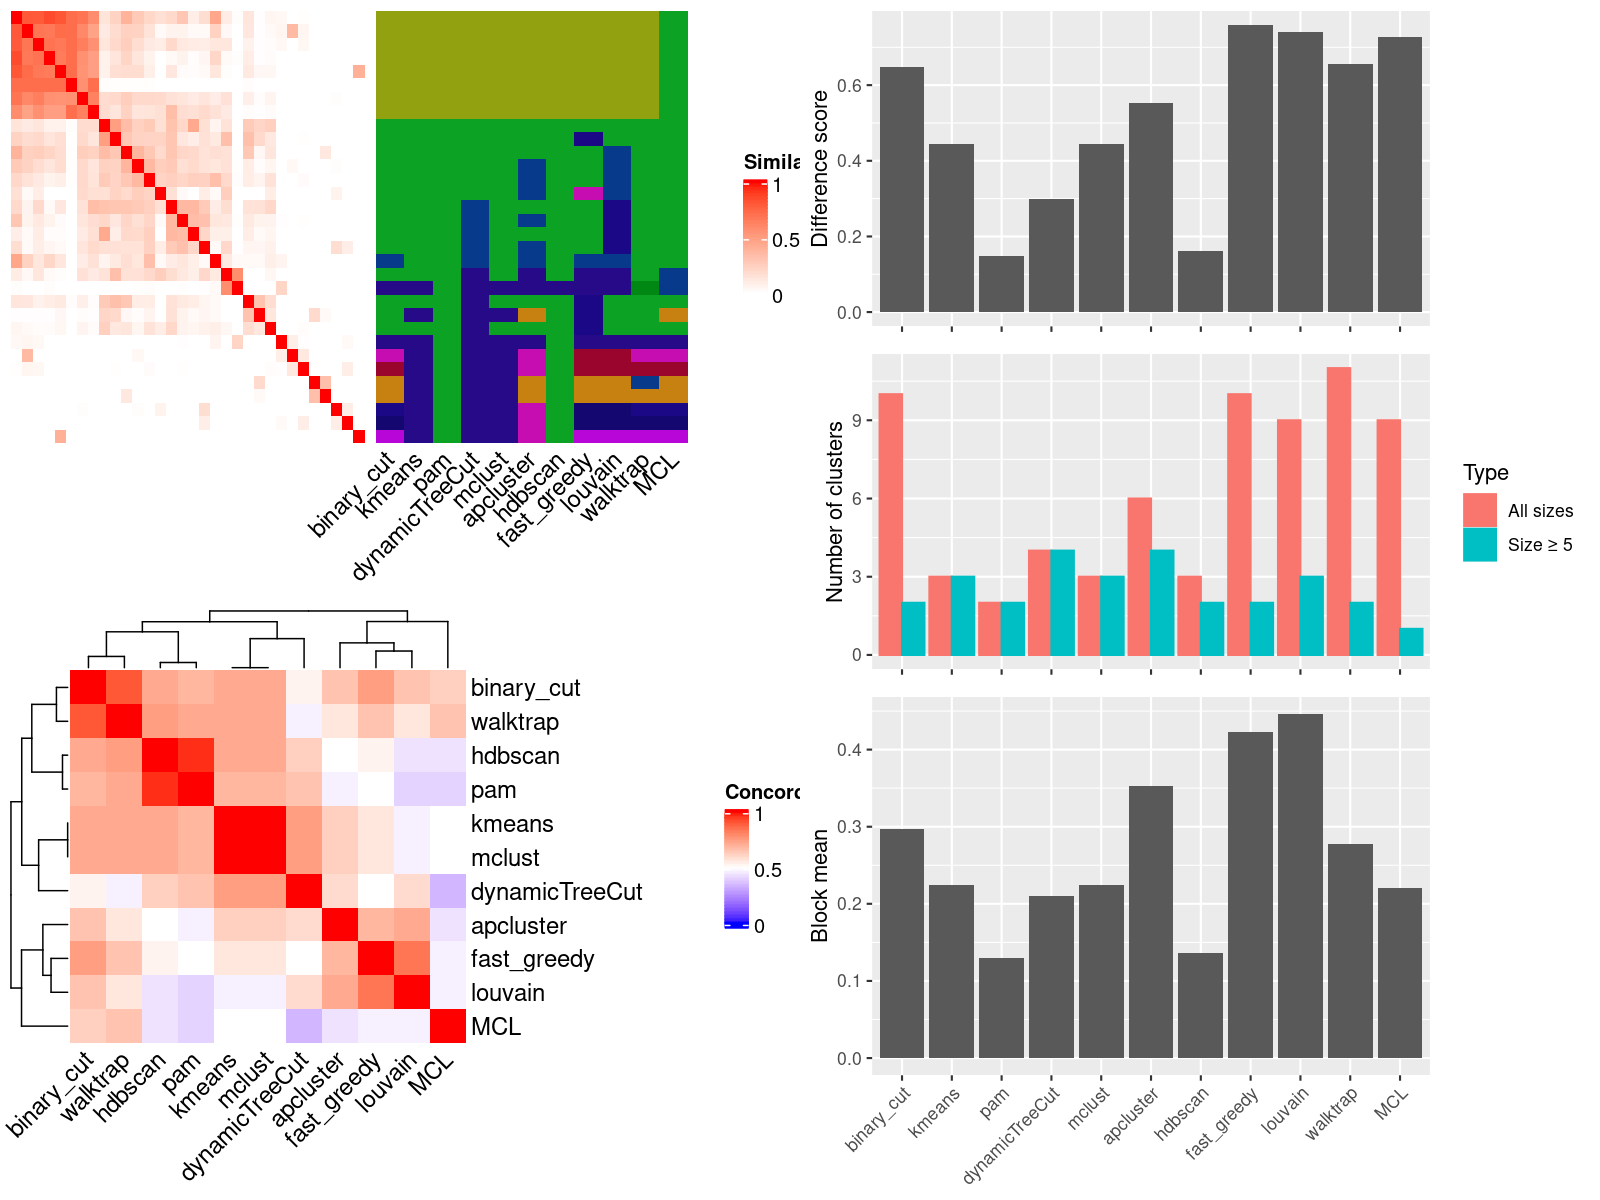 Simila
1
0.5
0
binary_cut
kmeans
pam
dynamicTreeCut
mclust
apcluster
hdbscan
fast_greedy
louvain
walktrap
MCL
Difference score
0.6
0.4
0.2
0.0
Number of clusters
9
6
3
0
Type
All sizes
Size ≥ 5
binary_cut
walktrap
hdbscan
pam
kmeans
mclust
dynamicTreeCut
apcluster
fast_greedy
louvain
MCL
binary_cut
walktrap
hdbscan
pam
kmeans
mclust
dynamicTreeCut
apcluster
fast_greedy
louvain
MCL
Concord
1
0.5
0
Block mean
0.4
0.3
0.2
0.1
0.0
binary_cut
kmeans
pam
dynamicTreeCut
mclust
apcluster
hdbscan
fast_greedy
louvain
walktrap
MCL